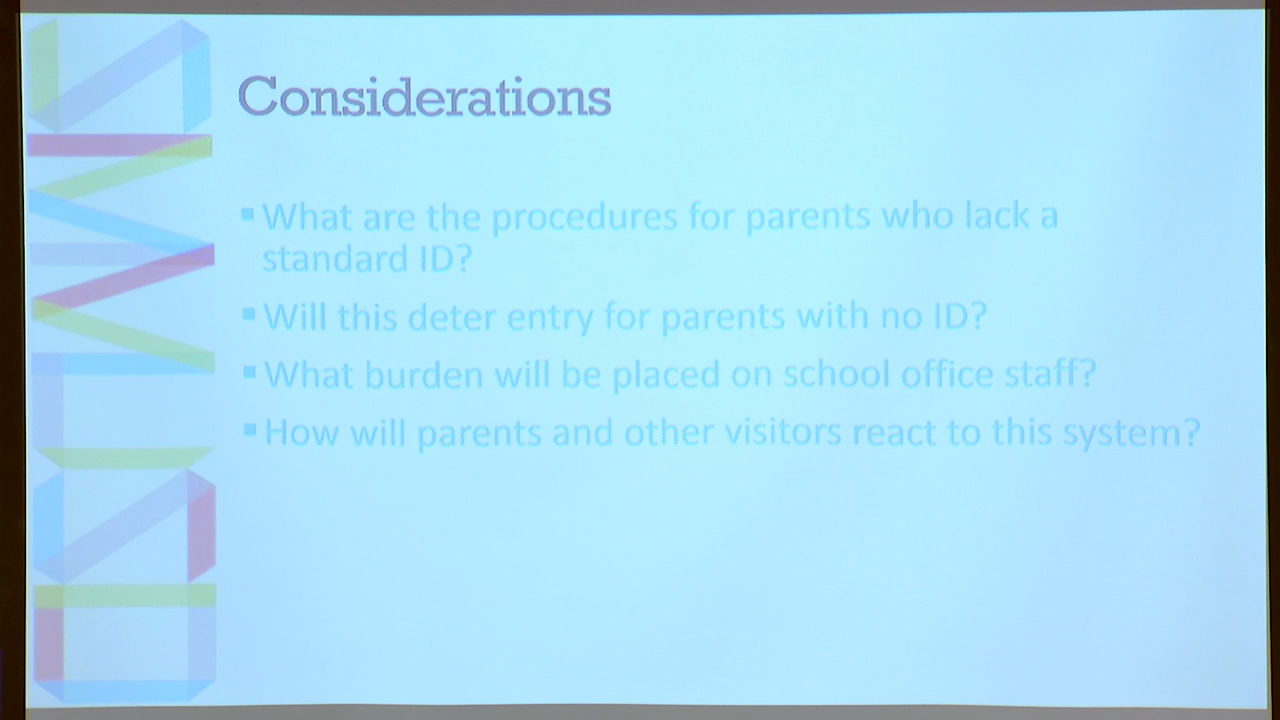 Considerations
▪ What are the procedures for parents who lack a
standard ID?
▪ Will this deter entry for parents with no ID?
▪ What burden will be placed on school office staff?
▪ How will parents and other visitors react to this system?
DISTWMS